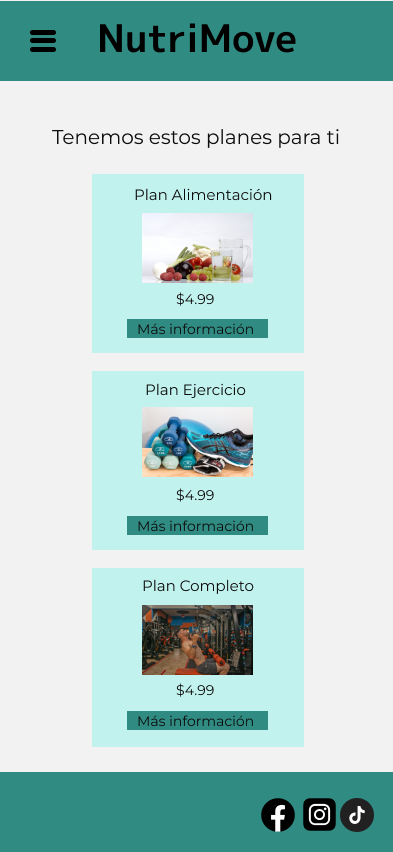 NutriMove
Tenemos estos planes para ti
Plan Alimentación
$4.99
Más información
Plan Ejercicio
$4.99
Más información
Plan Completo
$4.99
Más información